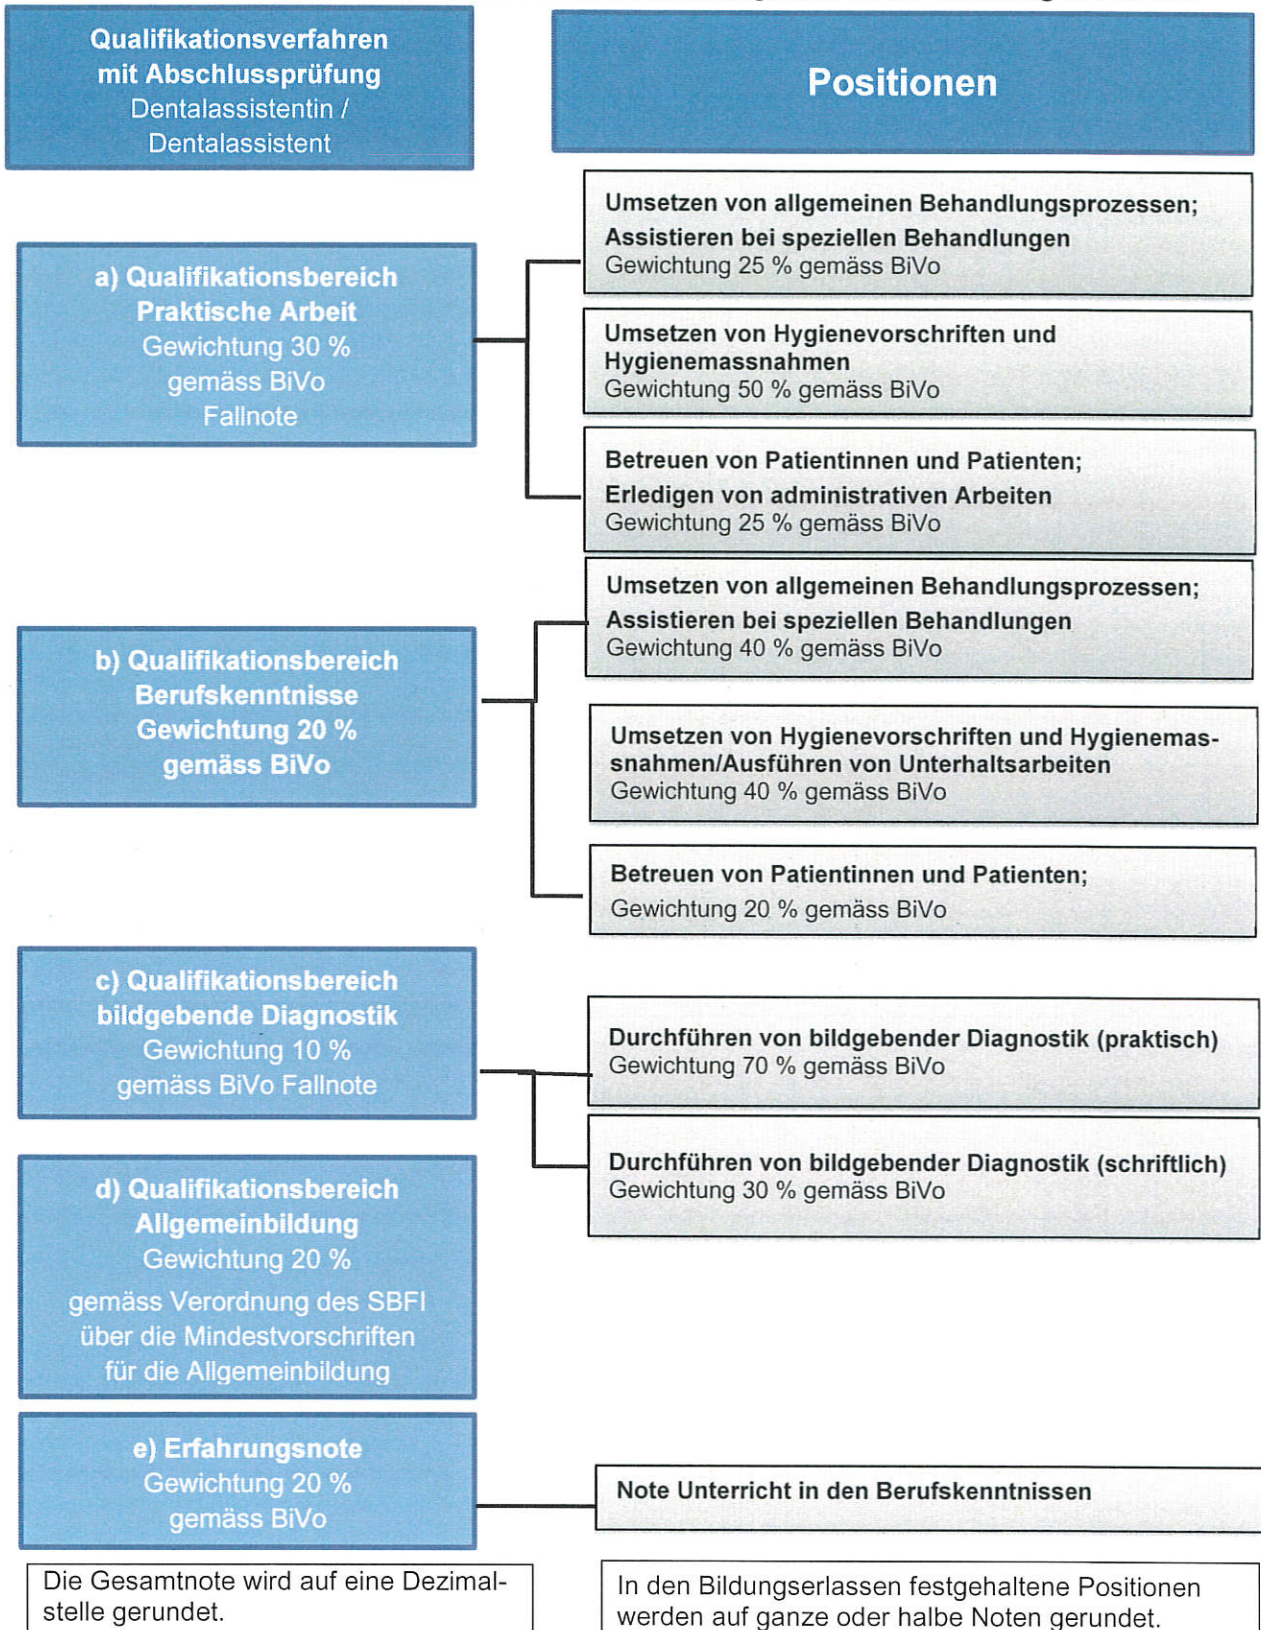 Qualifikationsverfahren
mit Abschlussprüfung
Dentalassistentin /
Dentalassistent
Positionen
a) Qualifikationsbereich
Praktische Arbeit
Gewichtung 30 %
gemäss BiVo
Fallnote
Umsetzen von allgemeinen Behandlungsprozessen;
Assistieren bei speziellen Behandlungen
Gewichtung 25 % gemäss BiVo
Umsetzen von Hygienevorschriften und
Hygienemassnahmen
Gewichtung 50 % gemäss BiVo
Betreuen von Patientinnen und Patienten;
Erledigen von administrativen Arbeiten
Gewichtung 25 % gemäss BiVo
b) Qualifikationsbereich
Berufskenntnisse
Gewichtung 20 %
gemäss BiVo
Umsetzen von allgemeinen Behandlungsprozessen;
Assistieren bei speziellen Behandlungen
Gewichtung 40 % gemäss BiVo
Umsetzen von Hygienevorschriften und Hygienemas-
snahmen/Ausführen von Unterhaltsarbeiten
Gewichtung 40 % gemäss BiVo
Betreuen von Patientinnen und Patienten;
Gewichtung 20 % gemäss BiVo
c) Qualifikationsbereich
bildgebende Diagnostik
Gewichtung 10 %
gemäss BiVo Fallnote
Durchführen von bildgebender Diagnostik (praktisch)
Gewichtung 70 % gemäss BiVo
Durchführen von bildgebender Diagnostik (schriftlich)
Gewichtung 30 % gemäss BiVo
d) Qualifikationsbereich
Allgemeinbildung
Gewichtung 20 %
gemäss Verordnung des SBFI
über die Mindestvorschriften
für die Allgemeinbildung
e) Erfahrungsnote
Gewichtung 20 %
gemäss BiVo
Note Unterricht in den Berufskenntnissen
Die Gesamtnote wird auf eine Dezimal-
stelle gerundet.
In den Bildungserlassen festgehaltene Positionen
werden auf ganze oder halbe Noten gerundet.